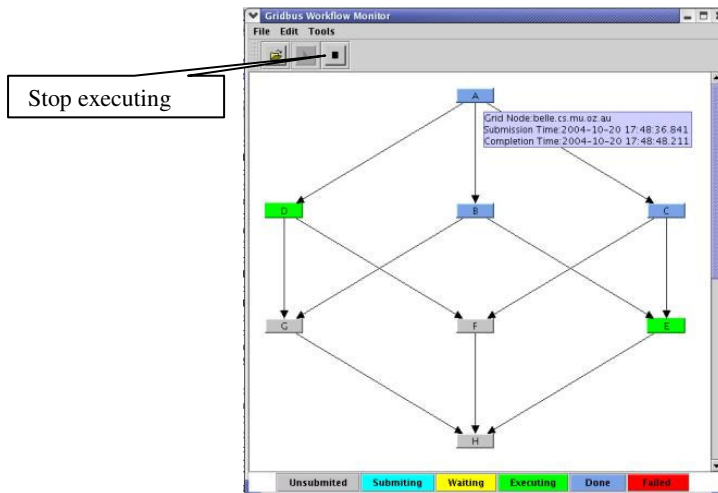 Gridbus Workflow Monitor
File Edit Tools
Stop executing
A
Grid Node:belle.cs.mu.oz.au
Submission Time:2004-10-20 17:48:36.841
Completion Time:2004-10-20 17:48:48.211
D B C
G F E
H
Unsubmited Submiting Waiting Executing Done Failed